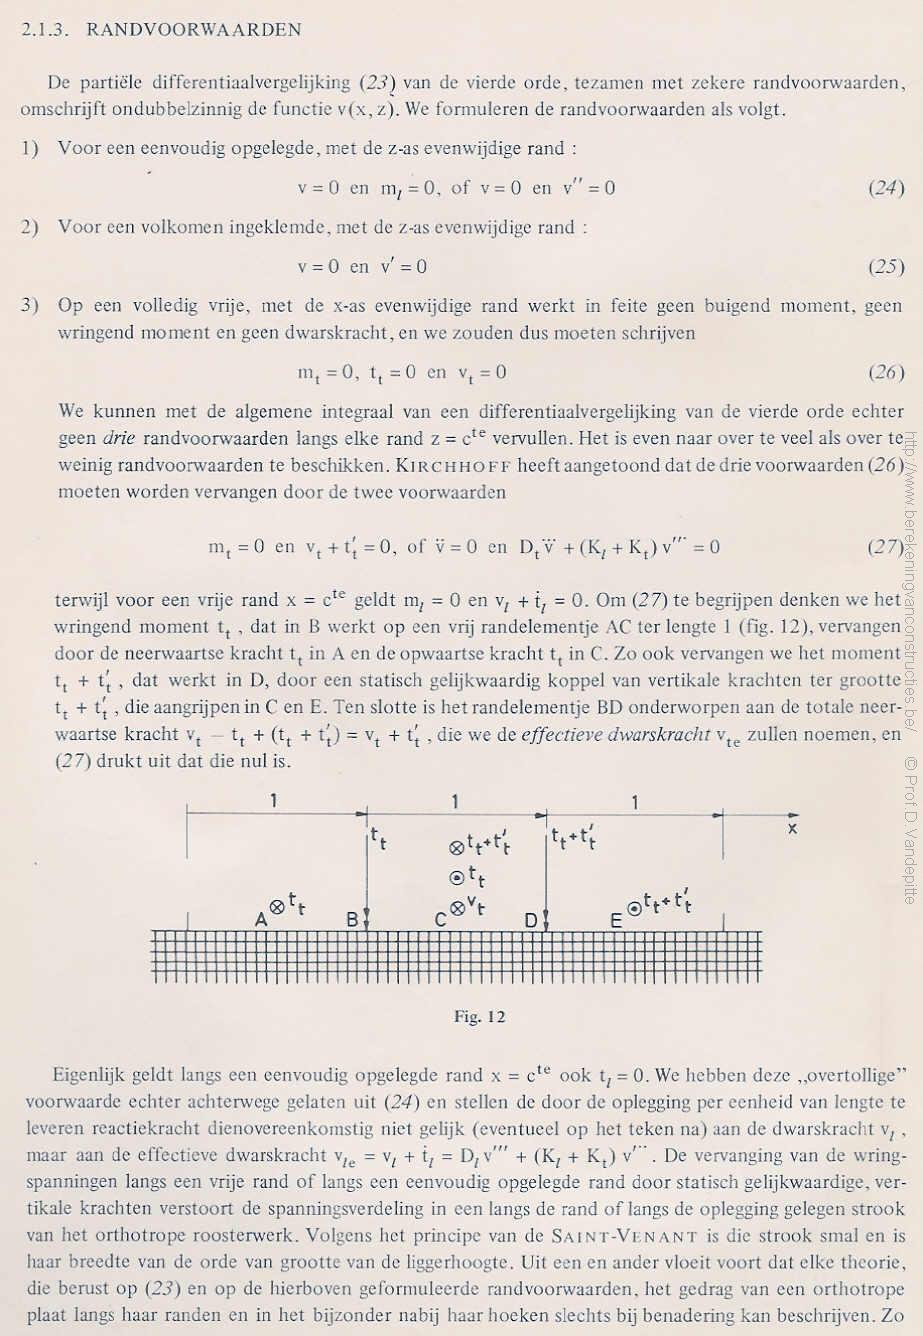 2.1.3. RANDVOORWAARDEN
De partiële differentiaalvergelijking (23) van de vierde orde, tezamen met zekere randvoorwaarden,
omschrijft ondubbelzinnig de functie v(x, z). We formuleren de randvoorwaarden als volgt.
1) Voor een eenvoudig opgelegde, met de z-as evenwijdige rand :
v = 0 en m_l = 0, of v = 0 en v'' = 0 (24)
2) Voor een volkomen ingeklemde, met de z-as evenwijdige rand :
v = 0 en v' = 0 (25)
3) Op een volledig vrije, met de x-as evenwijdige rand werkt in feite geen buigend moment, geen
wringend moment en geen dwarskracht, en we zouden dus moeten schrijven
m_t = 0, t_t = 0 en v_t = 0 (26)
We kunnen met de algemene integraal van een differentiaalvergelijking van de vierde orde echter
geen drie randvoorwaarden langs elke rand z = c^te vervullen. Het is even naar over te veel als over te
weinig randvoorwaarden te beschikken. KIRCHHOFF heeft aangetoond dat de drie voorwaarden (26)
moeten worden vervangen door de twee voorwaarden
m_t = 0 en v_t + t_t' = 0, of v̈ = 0 en D_t v⃛ + (K_l + K_t) v''˙ = 0 (27)
terwijl voor een vrije rand x = c^te geldt m_l = 0 en v_l + ṫ_l = 0. Om (27) te begrijpen denken we het
wringend moment t_t , dat in B werkt op een vrij randelementje AC ter lengte 1 (fig. 12), vervangen
door de neerwaartse kracht t_t in A en de opwaartse kracht t_t in C. Zo ook vervangen we het moment
t_t + t_t' , dat werkt in D, door een statisch gelijkwaardig koppel van vertikale krachten ter grootte
t_t + t_t' , die aangrijpen in C en E. Ten slotte is het randelementje BD onderworpen aan de totale neer-
waartse kracht v_t − t_t + (t_t + t_t') = v_t + t_t' , die we de effectieve dwarskracht v_te zullen noemen, en
(27) drukt uit dat die nul is.
1 1 1
x
t_t ⊗ t_t+t_t' t_t+t_t'
⊙ t_t
A ⊗ t_t B C ⊗ v_t D E ⊙ t_t+t_t'
Fig. 12
Eigenlijk geldt langs een eenvoudig opgelegde rand x = c^te ook t_l = 0. We hebben deze „overtollige”
voorwaarde echter achterwege gelaten uit (24) en stellen de door de oplegging per eenheid van lengte te
leveren reactiekracht dienovereenkomstig niet gelijk (eventueel op het teken na) aan de dwarskracht v_l ,
maar aan de effectieve dwarskracht v_le = v_l + ṫ_l = D_l v''' + (K_l + K_t) v'¨ . De vervanging van de wring-
spanningen langs een vrije rand of langs een eenvoudig opgelegde rand door statisch gelijkwaardige, ver-
tikale krachten verstoort de spanningsverdeling in een langs de rand of langs de oplegging gelegen strook
van het orthotrope roosterwerk. Volgens het principe van de SAINT-VENANT is die strook smal en is
haar breedte van de orde van grootte van de liggerhoogte. Uit een en ander vloeit voort dat elke theorie,
die berust op (23) en op de hierboven geformuleerde randvoorwaarden, het gedrag van een orthotrope
plaat langs haar randen en in het bijzonder nabij haar hoeken slechts bij benadering kan beschrijven. Zo
http://www.berekeningvanconstructies.be/ © Prof D. Vandepitte